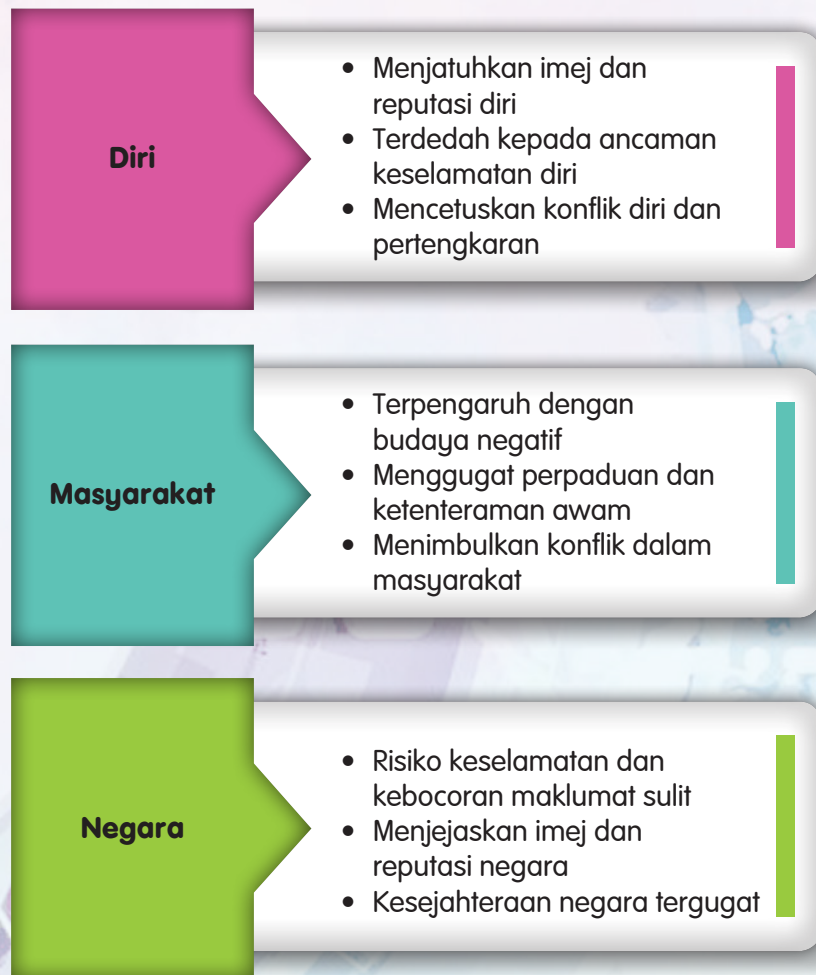 Diri
• Menjatuhkan imej dan
reputasi diri
• Terdedah kepada ancaman
keselamatan diri
• Mencetuskan konflik diri dan
pertengkaran
Masyarakat
• Terpengaruh dengan
budaya negatif
• Menggugat perpaduan dan
ketenteraman awam
• Menimbulkan konflik dalam
masyarakat
Negara
• Risiko keselamatan dan
kebocoran maklumat sulit
• Menjejaskan imej dan
reputasi negara
• Kesejahteraan negara tergugat